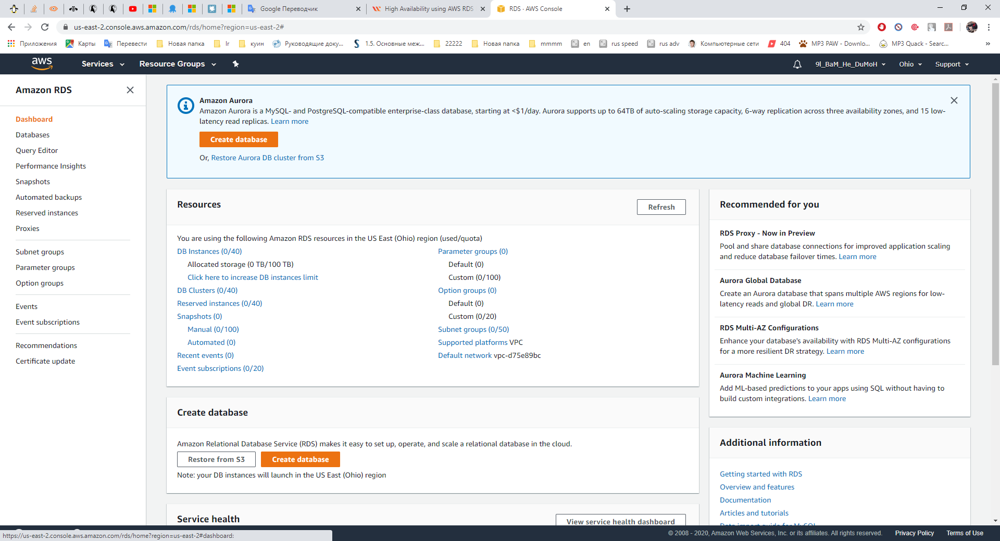 Google Переводчик
High Availability using AWS RDS
RDS · AWS Console
us-east-2.console.aws.amazon.com/rds/home?region=us-east-2#
Приложения
Карты
Перевести
Новая папка
lr
куин
Руководящие доку...
1.5. Основные меж...
22222
Новая папка
mmmm
en
rus speed
rus adv
Компьютерные сети
404
MP3 PAW - Downlo...
MP3 Quack - Searc...
aws
Services
Resource Groups
9l_BaM_He_DuMoH
Ohio
Support
Amazon RDS
Dashboard
Databases
Query Editor
Performance Insights
Snapshots
Automated backups
Reserved instances
Proxies
Subnet groups
Parameter groups
Option groups
Events
Event subscriptions
Recommendations
Certificate update
Amazon Aurora
Amazon Aurora is a MySQL- and PostgreSQL-compatible enterprise-class database, starting at <$1/day. Aurora supports up to 64TB of auto-scaling storage capacity, 6-way replication across three availability zones, and 15 low-
latency read replicas. Learn more
Create database
Or, Restore Aurora DB cluster from S3
Resources
Refresh
You are using the following Amazon RDS resources in the US East (Ohio) region (used/quota)
DB Instances (0/40)
Allocated storage (0 TB/100 TB)
Click here to increase DB instances limit
DB Clusters (0/40)
Reserved instances (0/40)
Snapshots (0)
Manual (0/100)
Automated (0)
Recent events (0)
Event subscriptions (0/20)
Parameter groups (0)
Default (0)
Custom (0/100)
Option groups (0)
Default (0)
Custom (0/20)
Subnet groups (0/50)
Supported platforms VPC
Default network vpc-d75e89bc
Create database
Amazon Relational Database Service (RDS) makes it easy to set up, operate, and scale a relational database in the cloud.
Restore from S3
Create database
Note: your DB instances will launch in the US East (Ohio) region
Service health
View service health dashboard
Recommended for you
RDS Proxy - Now in Preview
Pool and share database connections for improved application scaling
and reduce database failover times. Learn more
Aurora Global Database
Create an Aurora database that spans multiple AWS regions for low-
latency reads and global DR. Learn more
RDS Multi-AZ Configurations
Enhance your database's availability with RDS Multi-AZ configurations
for a more resilient DR strategy. Learn more
Aurora Machine Learning
Add ML-based predictions to your apps using SQL without having to
build custom integrations. Learn more
Additional information
Getting started with RDS
Overview and features
Documentation
Articles and tutorials
Data import guide for MySQL
https://us-east-2.console.aws.amazon.com/rds/home?region=us-east-2#dashboard:
© 2008 - 2020, Amazon Web Services, Inc. or its affiliates. All rights reserved.
Privacy Policy
Terms of Use